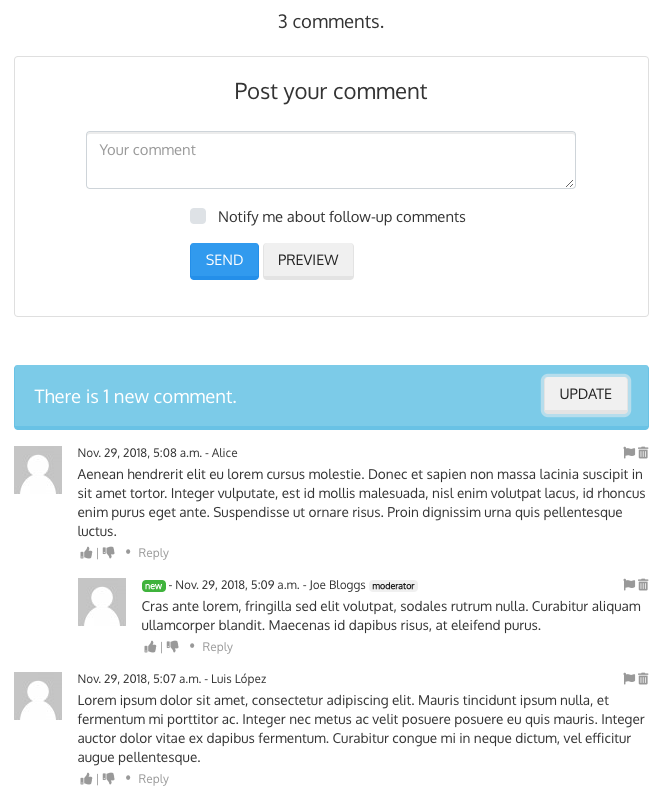 3 comments.
Post your comment
Your comment
Notify me about follow-up comments
SEND PREVIEW
There is 1 new comment. UPDATE
Nov. 29, 2018, 5:08 a.m. - Alice
Aenean hendrerit elit eu lorem cursus molestie. Donec et sapien non massa lacinia suscipit in
sit amet tortor. Integer vulputate, est id mollis malesuada, nisl enim volutpat lacus, id rhoncus
enim purus eget ante. Suspendisse ut ornare risus. Proin dignissim urna quis pellentesque
luctus.
| • Reply
new - Nov. 29, 2018, 5:09 a.m. - Joe Bloggs moderator
Cras ante lorem, fringilla sed elit volutpat, sodales rutrum nulla. Curabitur aliquam
ullamcorper blandit. Maecenas id dapibus risus, at eleifend purus.
| • Reply
Nov. 29, 2018, 5:07 a.m. - Luis López
Lorem ipsum dolor sit amet, consectetur adipiscing elit. Mauris tincidunt ipsum nulla, et
fermentum mi porttitor ac. Integer nec metus ac velit posuere posuere eu quis mauris. Integer
auctor dolor vitae ex dapibus fermentum. Curabitur congue mi in neque dictum, vel efficitur
augue pellentesque.
| • Reply